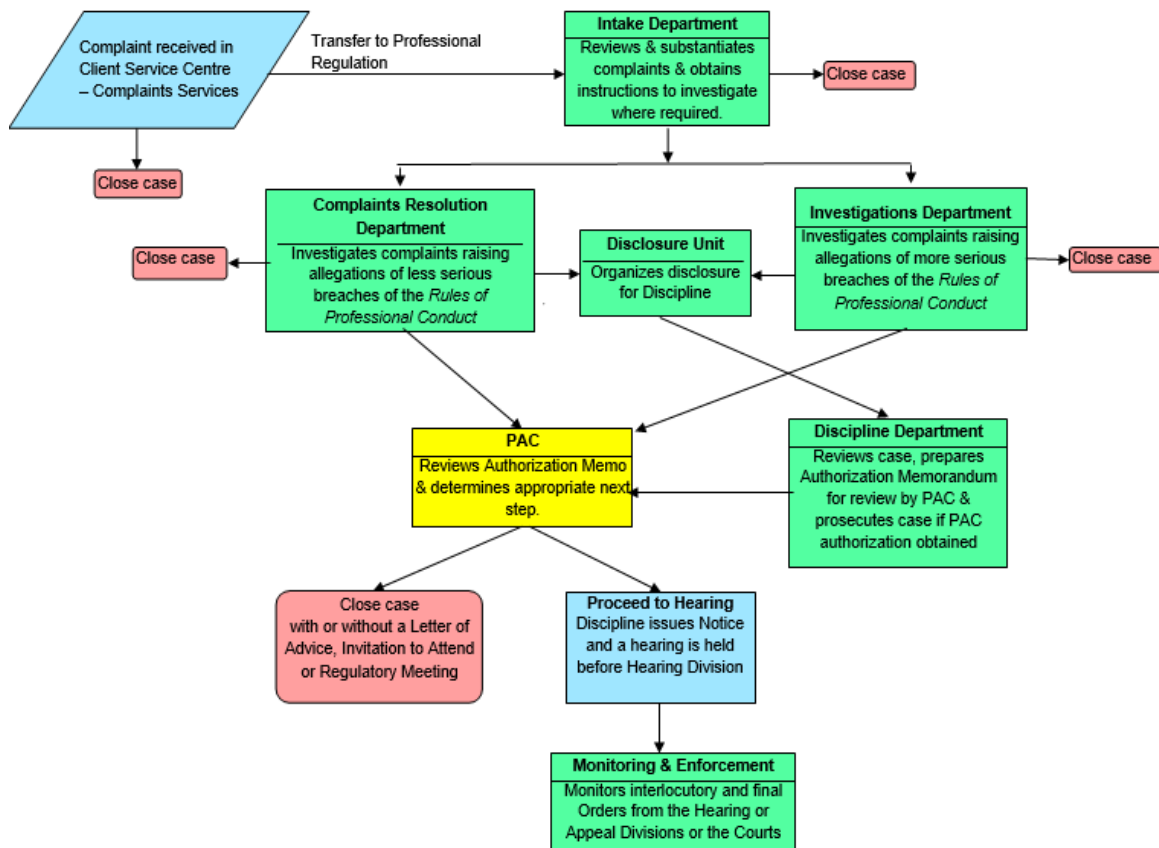 Complaint received in
Client Service Centre
– Complaints Services
Transfer to Professional
Regulation
Intake Department
Reviews & substantiates
complaints & obtains
instructions to investigate
where required.
Close case
Close case
Complaints Resolution
Department
Investigates complaints raising
allegations of less serious
breaches of the Rules of
Professional Conduct
Close case
Disclosure Unit
Organizes disclosure
for Discipline
Investigations Department
Investigates complaints raising
allegations of more serious
breaches of the Rules of
Professional Conduct
Close case
PAC
Reviews Authorization Memo
& determines appropriate next
step.
Discipline Department
Reviews case, prepares
Authorization Memorandum
for review by PAC &
prosecutes case if PAC
authorization obtained
Close case
with or without a Letter of
Advice, Invitation to Attend
or Regulatory Meeting
Proceed to Hearing
Discipline issues Notice
and a hearing is held
before Hearing Division
Monitoring & Enforcement
Monitors interlocutory and final
Orders from the Hearing or
Appeal Divisions or the Courts